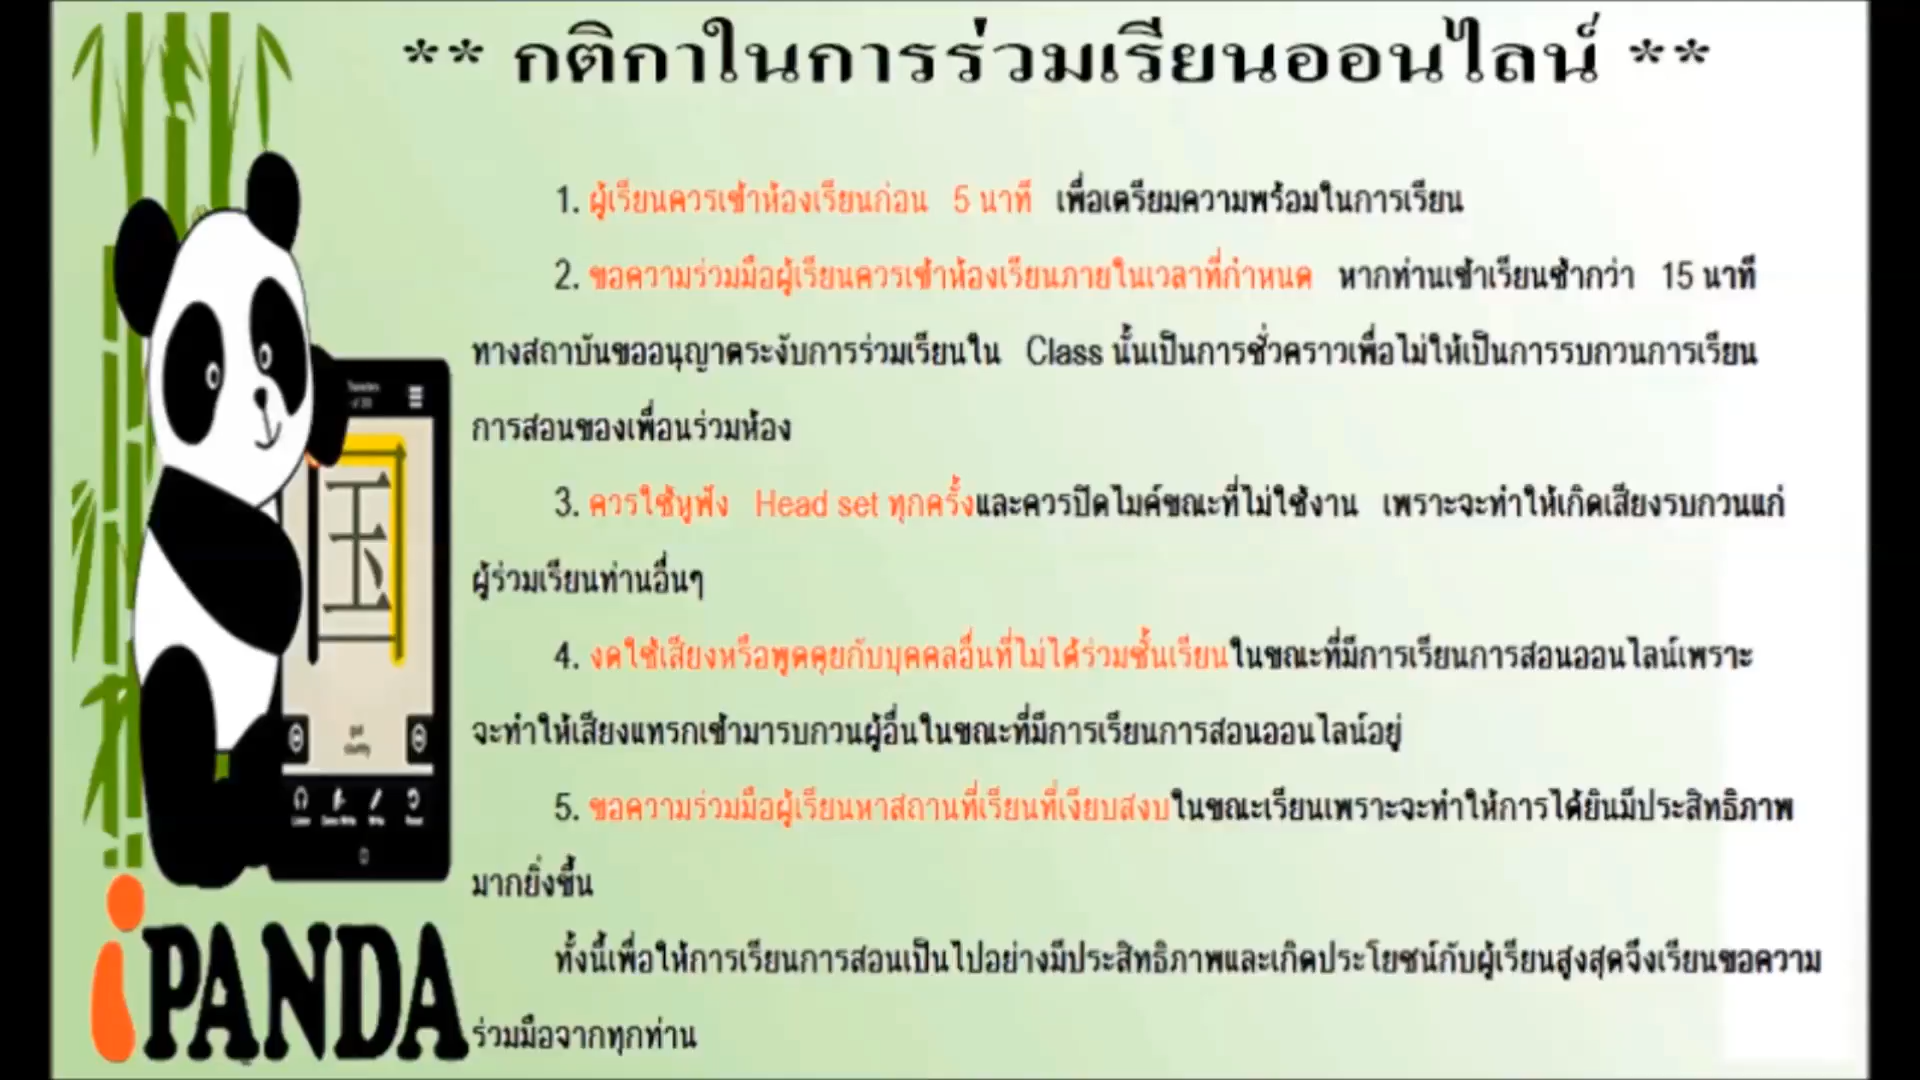 ** กติกาในการร่วมเรียนออนไลน์ **
1. ผู้เรียนควรเข้าห้องเรียนก่อน 5 นาที เพื่อเตรียมความพร้อมในการเรียน
2. ขอความร่วมมือผู้เรียนควรเข้าห้องเรียนภายในเวลาที่กำหนด หากท่านเข้าเรียนช้ากว่า 15 นาที
ทางสถาบันขออนุญาตระงับการร่วมเรียนใน Class นั้นเป็นการชั่วคราวเพื่อไม่ให้เป็นการรบกวนการเรียน
การสอนของเพื่อนร่วมห้อง
3. ควรใช้หูฟัง Head set ทุกครั้งและควรปิดไมค์ขณะที่ไม่ใช้งาน เพราะจะทำให้เกิดเสียงรบกวนแก่
ผู้ร่วมเรียนท่านอื่นๆ
4. งดใช้เสียงหรือพูดคุยกับบุคคลอื่นที่ไม่ได้ร่วมชั้นเรียนในขณะที่มีการเรียนการสอนออนไลน์เพราะ
จะทำให้เสียงแทรกเข้ามารบกวนผู้อื่นในขณะที่มีการเรียนการสอนออนไลน์อยู่
5. ขอความร่วมมือผู้เรียนหาสถานที่เรียนที่เงียบสงบในขณะเรียนเพราะจะทำให้การได้ยินมีประสิทธิภาพ
มากยิ่งขึ้น
ทั้งนี้เพื่อให้การเรียนการสอนเป็นไปอย่างมีประสิทธิภาพและเกิดประโยชน์กับผู้เรียนสูงสุดจึงเรียนขอความ
ร่วมมือจากทุกท่าน
国
iPANDA